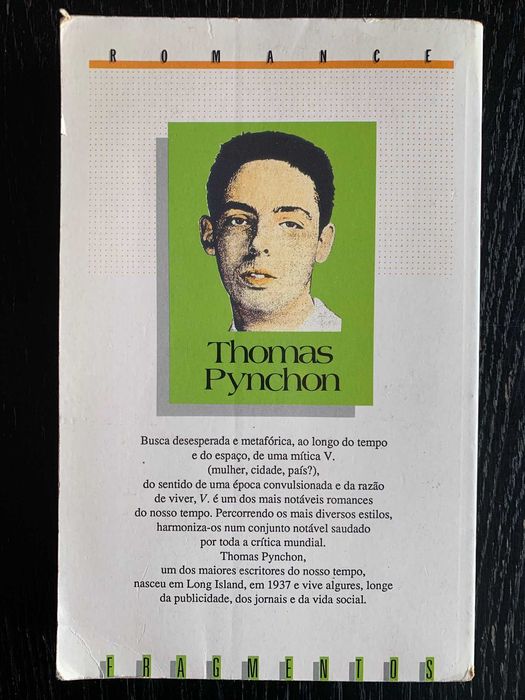 ROMANCE
Thomas
Pynchon
Busca desesperada e metafórica, ao longo do tempo
e do espaço, de uma mítica V.
(mulher, cidade, país?),
do sentido de uma época convulsionada e da razão
de viver, V. é um dos mais notáveis romances
do nosso tempo. Percorrendo os mais diversos estilos,
harmoniza-os num conjunto notável saudado
por toda a crítica mundial.
Thomas Pynchon,
um dos maiores escritores do nosso tempo,
nasceu em Long Island, em 1937 e vive algures, longe
da publicidade, dos jornais e da vida social.
FRAGMENTOS